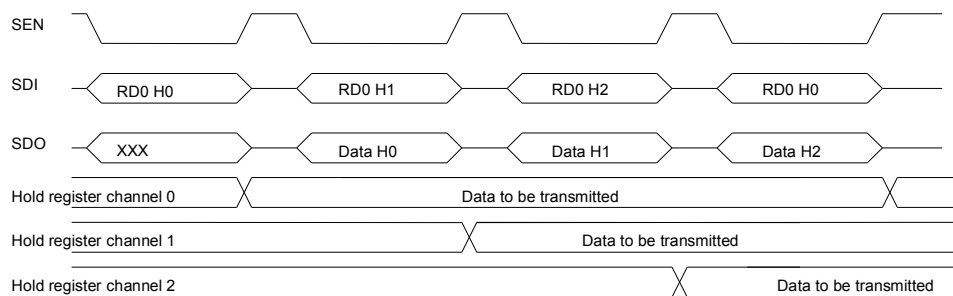 SEN
SDI RD0 H0 RD0 H1 RD0 H2 RD0 H0
SDO XXX Data H0 Data H1 Data H2
Hold register channel 0 Data to be transmitted
Hold register channel 1 Data to be transmitted
Hold register channel 2 Data to be transmitted